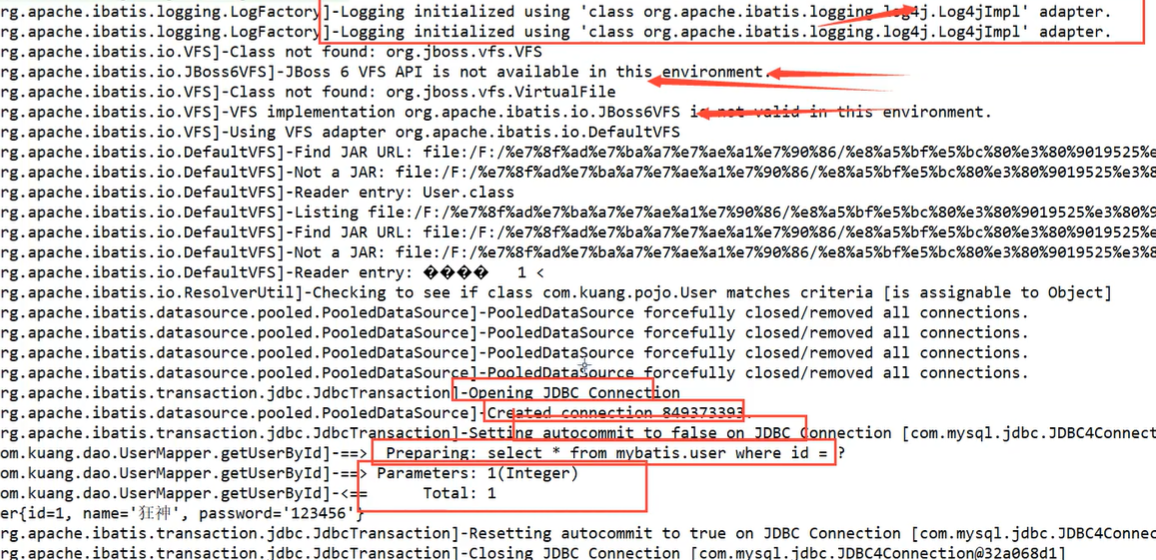 rg.apache.ibatis.logging.LogFactory]-Logging initialized using 'class org.apache.ibatis.logging.log4j.Log4jImpl' adapter.
rg.apache.ibatis.logging.LogFactory]-Logging initialized using 'class org.apache.ibatis.logging.log4j.Log4jImpl' adapter.
rg.apache.ibatis.io.VFS]-Class not found: org.jboss.vfs.VFS
rg.apache.ibatis.io.JBoss6VFS]-JBoss 6 VFS API is not available in this environment.
rg.apache.ibatis.io.VFS]-Class not found: org.jboss.vfs.VirtualFile
rg.apache.ibatis.io.VFS]-VFS implementation org.apache.ibatis.io.JBoss6VFS is not valid in this environment.
rg.apache.ibatis.io.VFS]-Using VFS adapter org.apache.ibatis.io.DefaultVFS
rg.apache.ibatis.io.DefaultVFS]-Find JAR URL: file:/F:/%e7%8f%ad%e7%ba%a7%e7%ae%a1%e7%90%86/%e8%a5%bf%e5%bc%80%e3%80%9019525%e
rg.apache.ibatis.io.DefaultVFS]-Not a JAR: file:/F:/%e7%8f%ad%e7%ba%a7%e7%ae%a1%e7%90%86/%e8%a5%bf%e5%bc%80%e3%80%9019525%e3%8
rg.apache.ibatis.io.DefaultVFS]-Reader entry: User.class
rg.apache.ibatis.io.DefaultVFS]-Listing file:/F:/%e7%8f%ad%e7%ba%a7%e7%ae%a1%e7%90%86/%e8%a5%bf%e5%bc%80%e3%80%9019525%e3%80%9
rg.apache.ibatis.io.DefaultVFS]-Find JAR URL: file:/F:/%e7%8f%ad%e7%ba%a7%e7%ae%a1%e7%90%86/%e8%a5%bf%e5%bc%80%e3%80%9019525%e
rg.apache.ibatis.io.DefaultVFS]-Not a JAR: file:/F:/%e7%8f%ad%e7%ba%a7%e7%ae%a1%e7%90%86/%e8%a5%bf%e5%bc%80%e3%80%9019525%e3%8
rg.apache.ibatis.io.DefaultVFS]-Reader entry: ���� 1 <
rg.apache.ibatis.io.ResolverUtil]-Checking to see if class com.kuang.pojo.User matches criteria [is assignable to Object]
rg.apache.ibatis.datasource.pooled.PooledDataSource]-PooledDataSource forcefully closed/removed all connections.
rg.apache.ibatis.datasource.pooled.PooledDataSource]-PooledDataSource forcefully closed/removed all connections.
rg.apache.ibatis.datasource.pooled.PooledDataSource]-PooledDataSource forcefully closed/removed all connections.
rg.apache.ibatis.datasource.pooled.PooledDataSource]-PooledDataSource forcefully closed/removed all connections.
rg.apache.ibatis.transaction.jdbc.JdbcTransaction]-Opening JDBC Connection
rg.apache.ibatis.datasource.pooled.PooledDataSource]-Created connection 849373393.
rg.apache.ibatis.transaction.jdbc.JdbcTransaction]-Setting autocommit to false on JDBC Connection [com.mysql.jdbc.JDBC4Connect
om.kuang.dao.UserMapper.getUserById]-==> Preparing: select * from mybatis.user where id = ?
om.kuang.dao.UserMapper.getUserById]-==> Parameters: 1(Integer)
om.kuang.dao.UserMapper.getUserById]-<== Total: 1
er{id=1, name='狂神', password='123456'}
rg.apache.ibatis.transaction.jdbc.JdbcTransaction]-Resetting autocommit to true on JDBC Connection [com.mysql.jdbc.JDBC4Connec
rg.apache.ibatis.transaction.jdbc.JdbcTransaction]-Closing JDBC Connection [com.mysql.jdbc.JDBC4Connection@32a068d1]